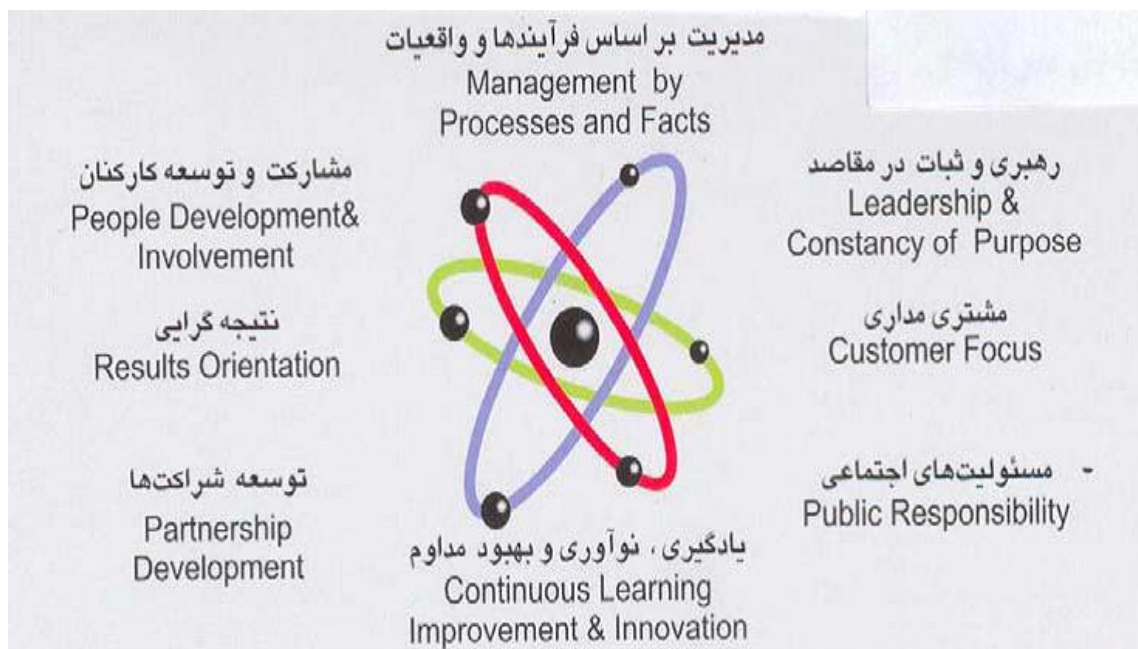 مدیریت بر اساس فرآیندها و واقعیات
Management by
Processes and Facts
رهبری و ثبات در مقاصد
Leadership &
Constancy of Purpose
مشتری مداری
Customer Focus
- مسئولیت‌های اجتماعی
Public Responsibility
یادگیری، نوآوری و بهبود مداوم
Continuous Learning
Improvement & Innovation
توسعه شراکت‌ها
Partnership
Development
نتیجه گرایی
Results Orientation
مشارکت و توسعه کارکنان
People Development&
Involvement